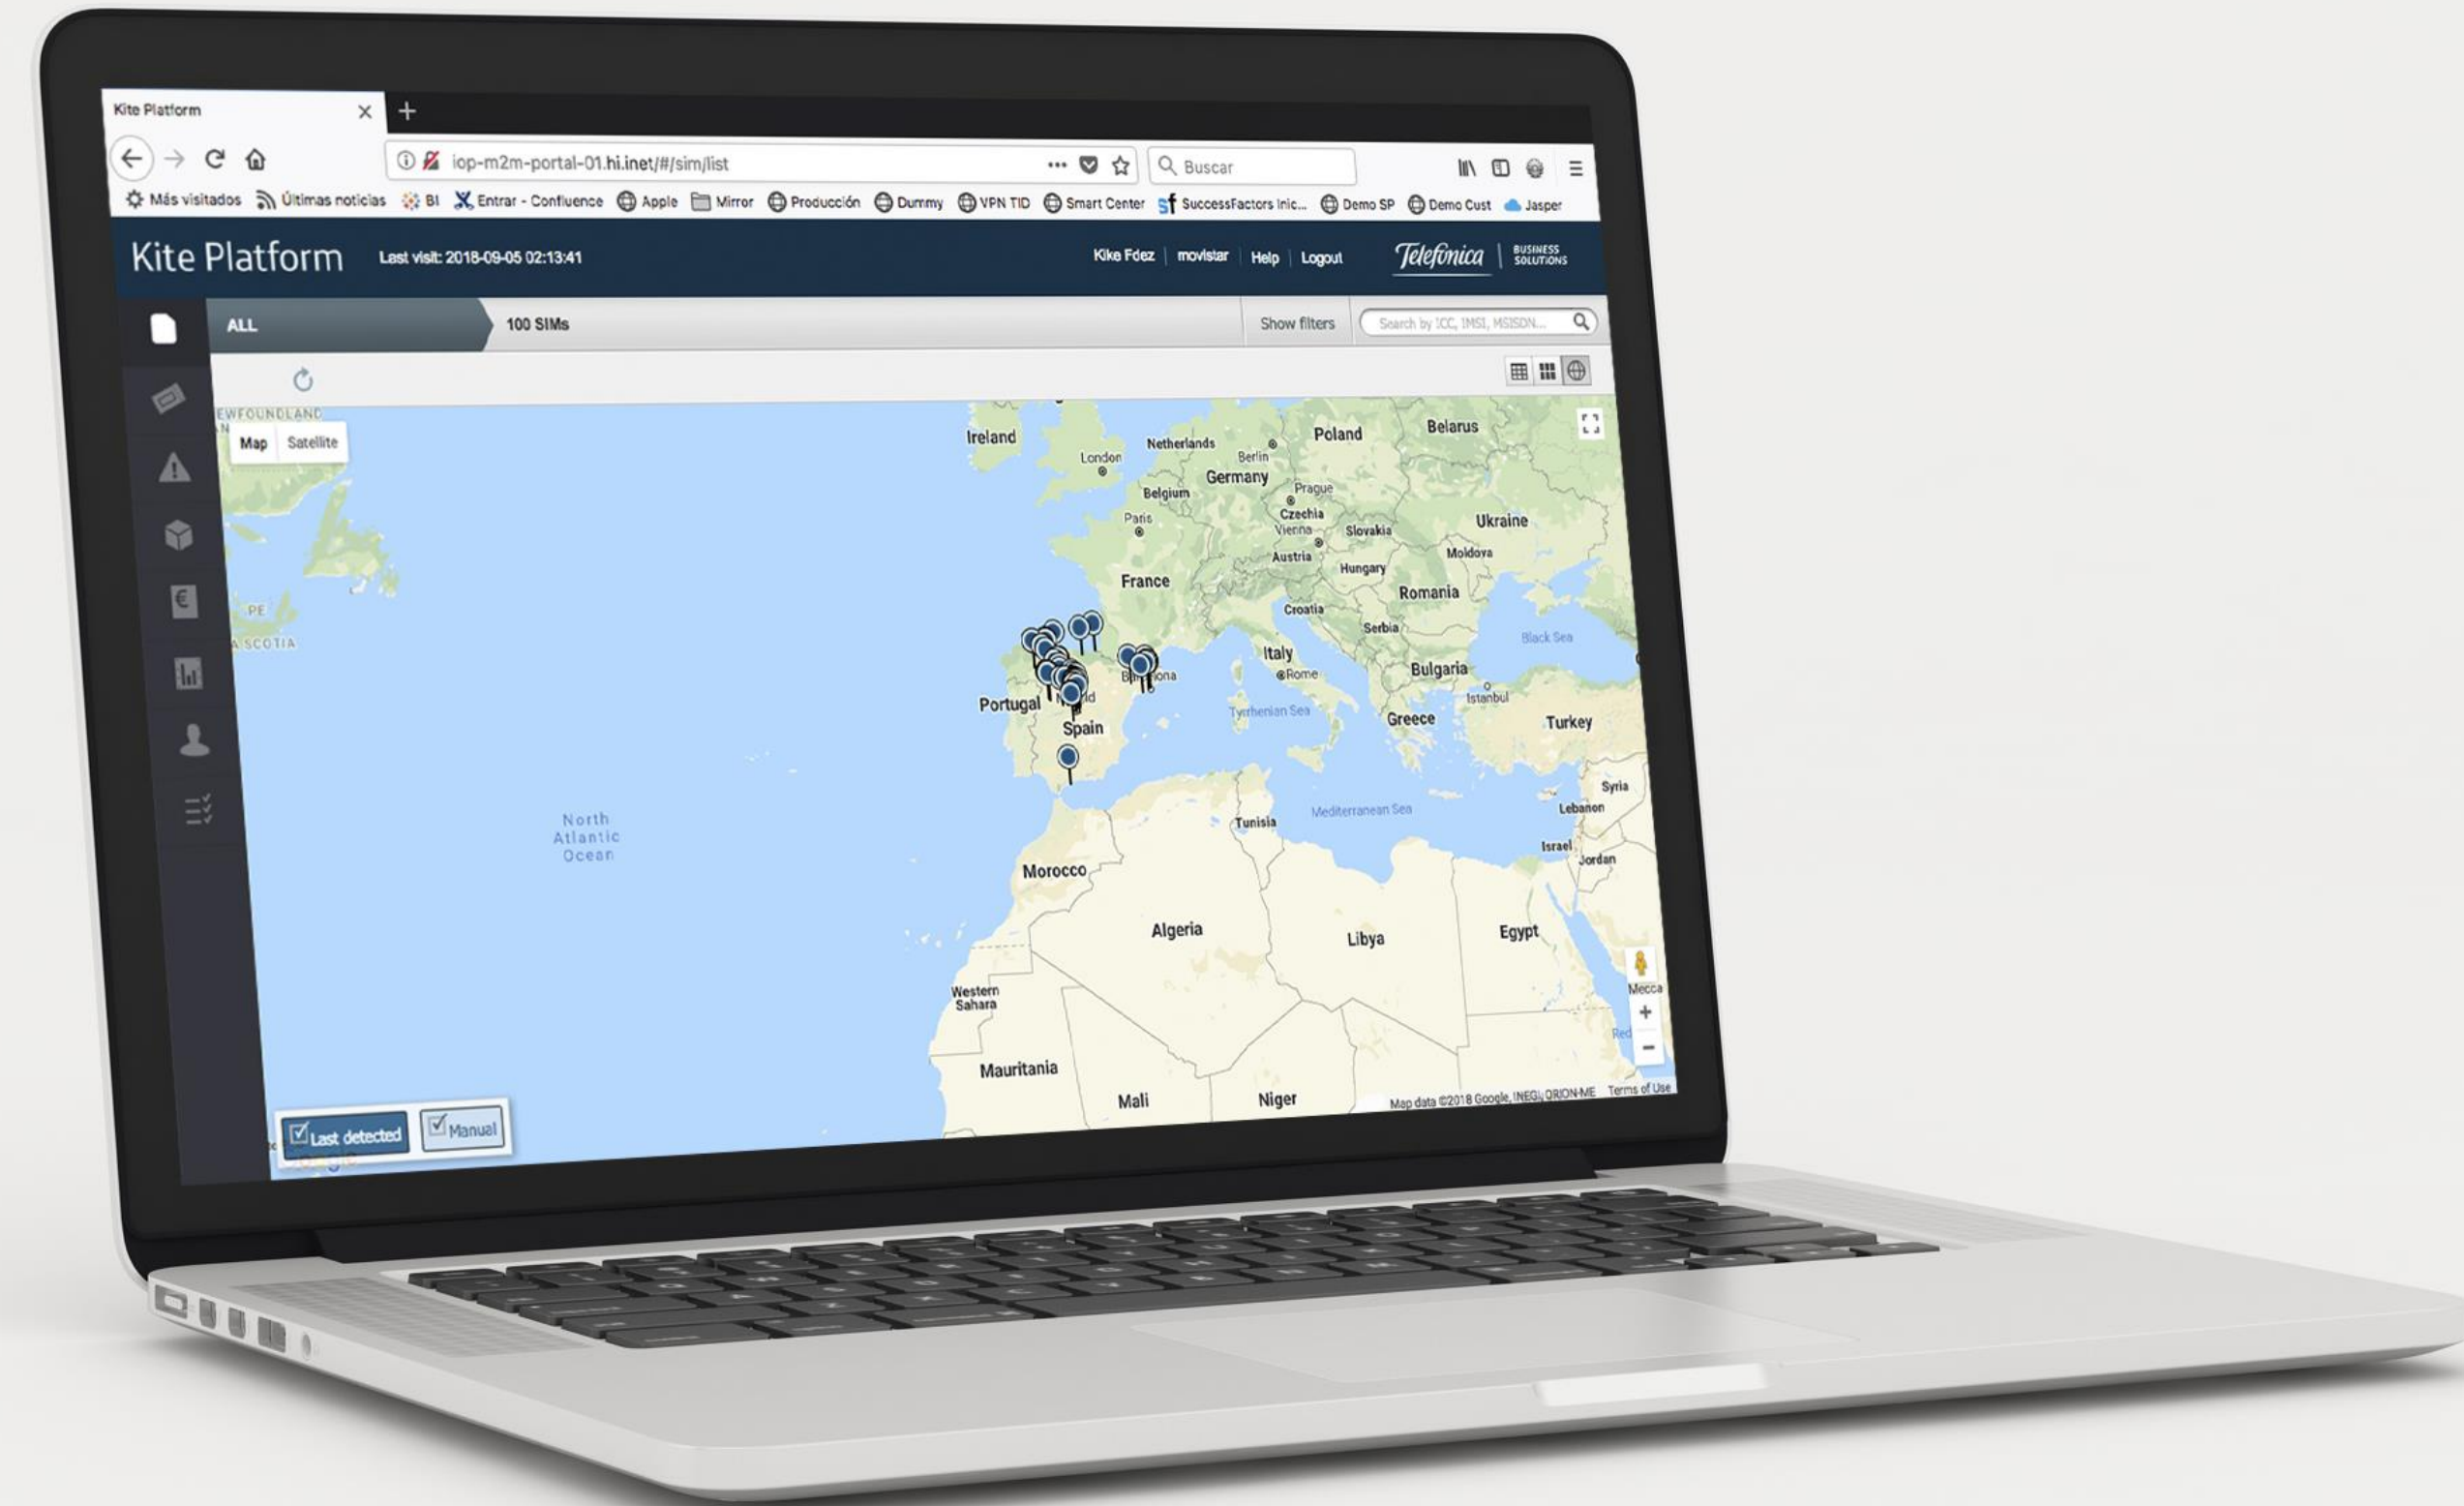 Kite Platform
iop-m2m-portal-01.hi.inet/#/sim/list
Buscar
Más visitados Últimas noticias BI Entrar - Confluence Apple Mirror Producción Dummy VPN TID Smart Center SuccessFactors Inic... Demo SP Demo Cust Jasper
Kite Platform Last visit: 2018-09-05 02:13:41 Kike Fdez movistar Help Logout Telefónica BUSINESS
SOLUTIONS
ALL 100 SIMs Show filters Search by ICC, IMSI, MSISDN...
EWFOUNDLAND
Map Satellite
Ireland
Netherlands
Poland
Belarus
London
Berlin
Germany
Belgium
Prague
Paris
Czechia
Ukraine
Vienna
Slovakia
Austria
Moldova
Hungary
France
Romania
PE
Croatia
A SCOTIA
Serbia
Black Sea
Italy
Bulgaria
Rome
Istanbul
Portugal
Tyrrhenian Sea
Greece
Turkey
Spain
Syria
Lebanon
Mediterranean Sea
Tunisia
North
Atlantic
Ocean
Israel
Jordan
Morocco
Algeria
Libya
Egypt
Western
Sahara
Mecca
Red
Mauritania
Mali
Niger
Map data ©2018 Google, INEGI, ORION-ME Terms of Use
Last detected Manual